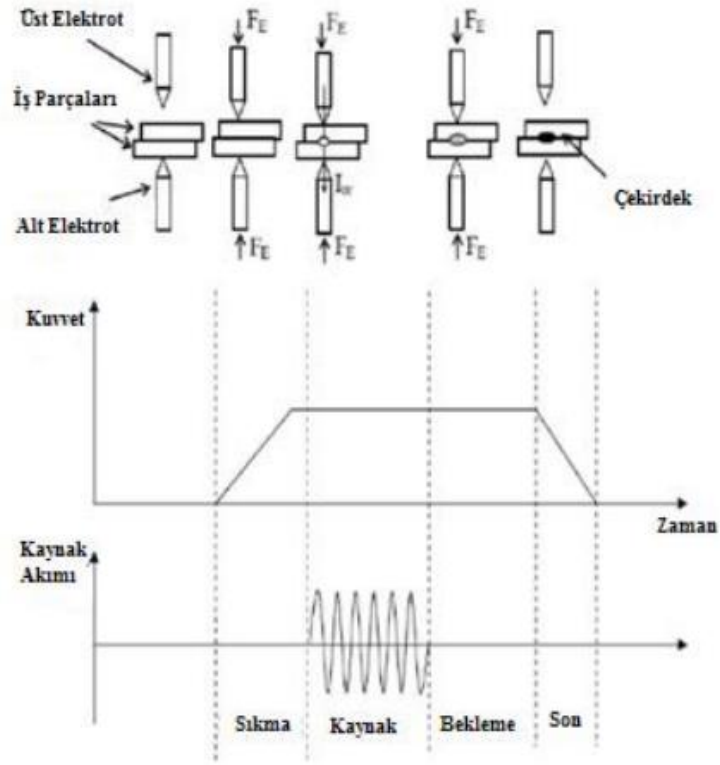 Üst Elektrot
F_E F_E F_E
İş Parçaları
Alt Elektrot
F_E F_E F_E
Çekirdek
Kuvvet
Zaman
Kaynak
Akımı
Sıkma Kaynak Bekleme Son